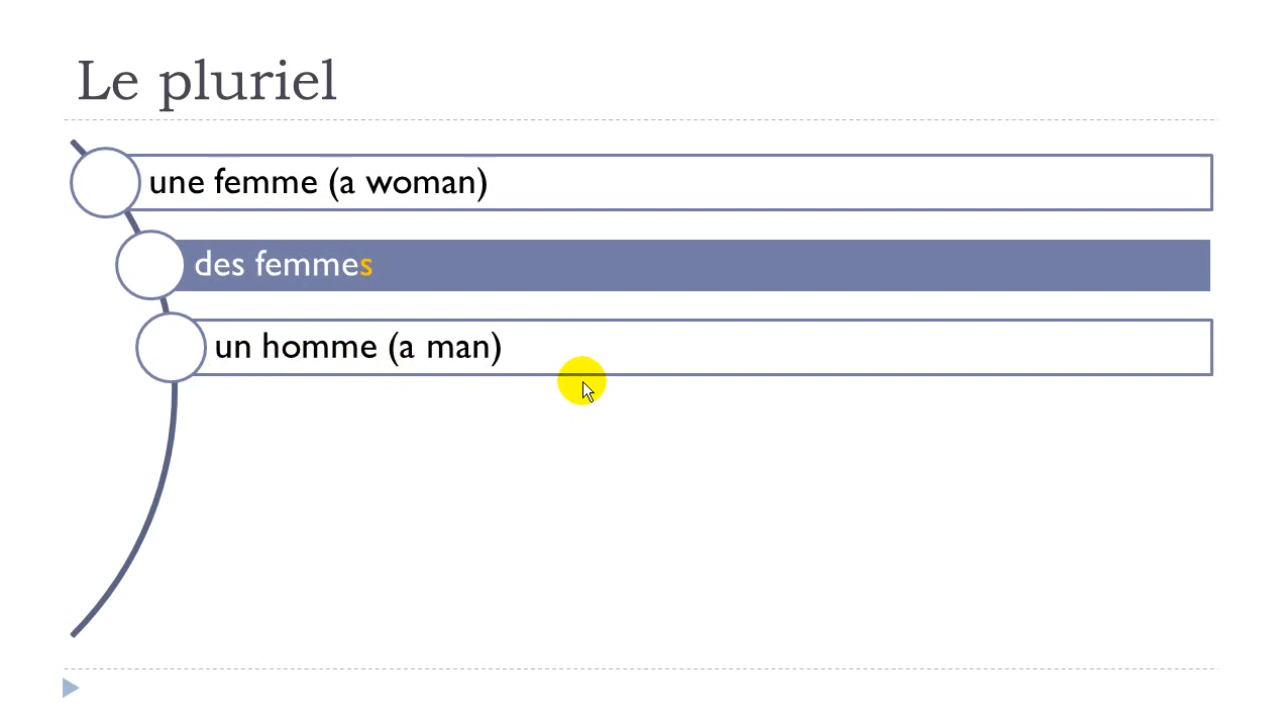 Le pluriel
une femme (a woman)
des femmes
un homme (a man)